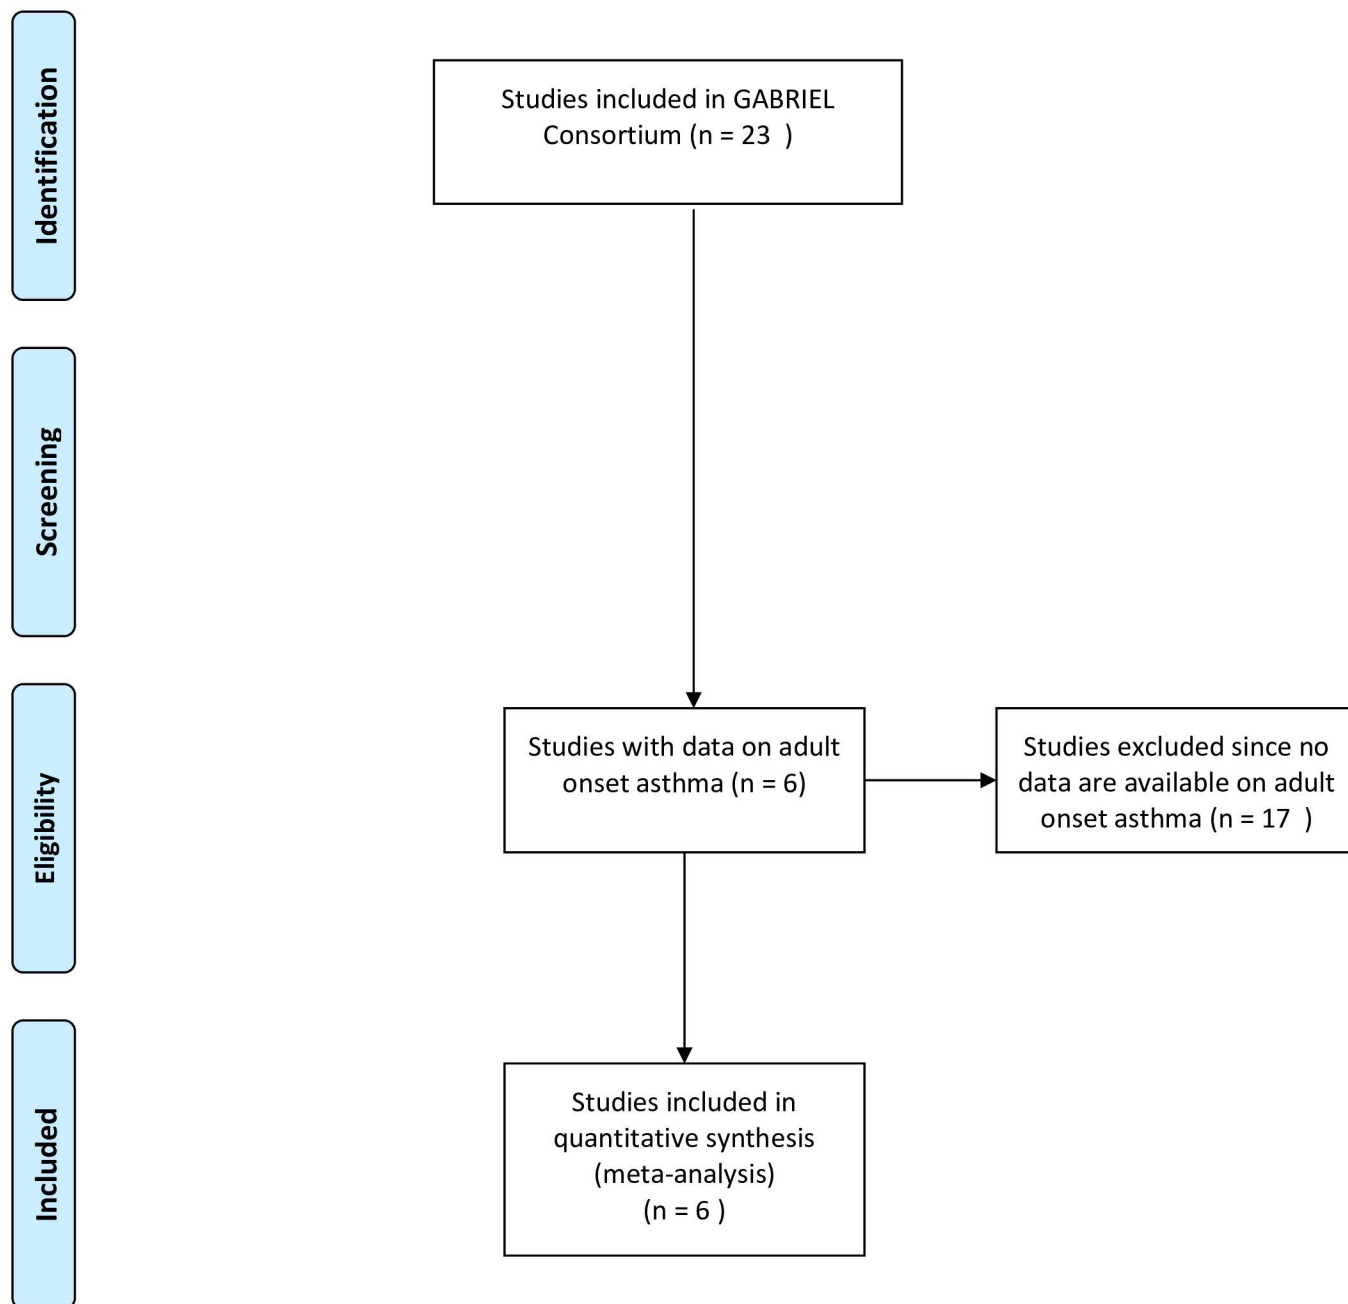 Identification
Studies included in GABRIEL
Consortium (n = 23  )
Screening
Eligibility
Studies with data on adult
onset asthma (n = 6)
Studies excluded since no
data are available on adult
onset asthma (n = 17  )
Included
Studies included in
quantitative synthesis
(meta-analysis)
(n = 6 )